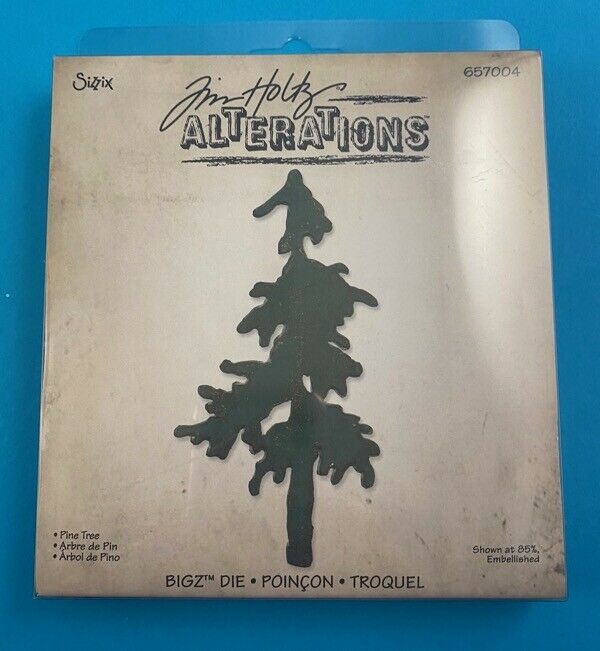 Sizzix
657004
Tim Holtz
ALTERATIONS™
• Pine Tree
• Arbre de Pin
• Árbol de Pino
Shown at 85%,
Embellished
BIGZ™ DIE • POINÇON • TROQUEL